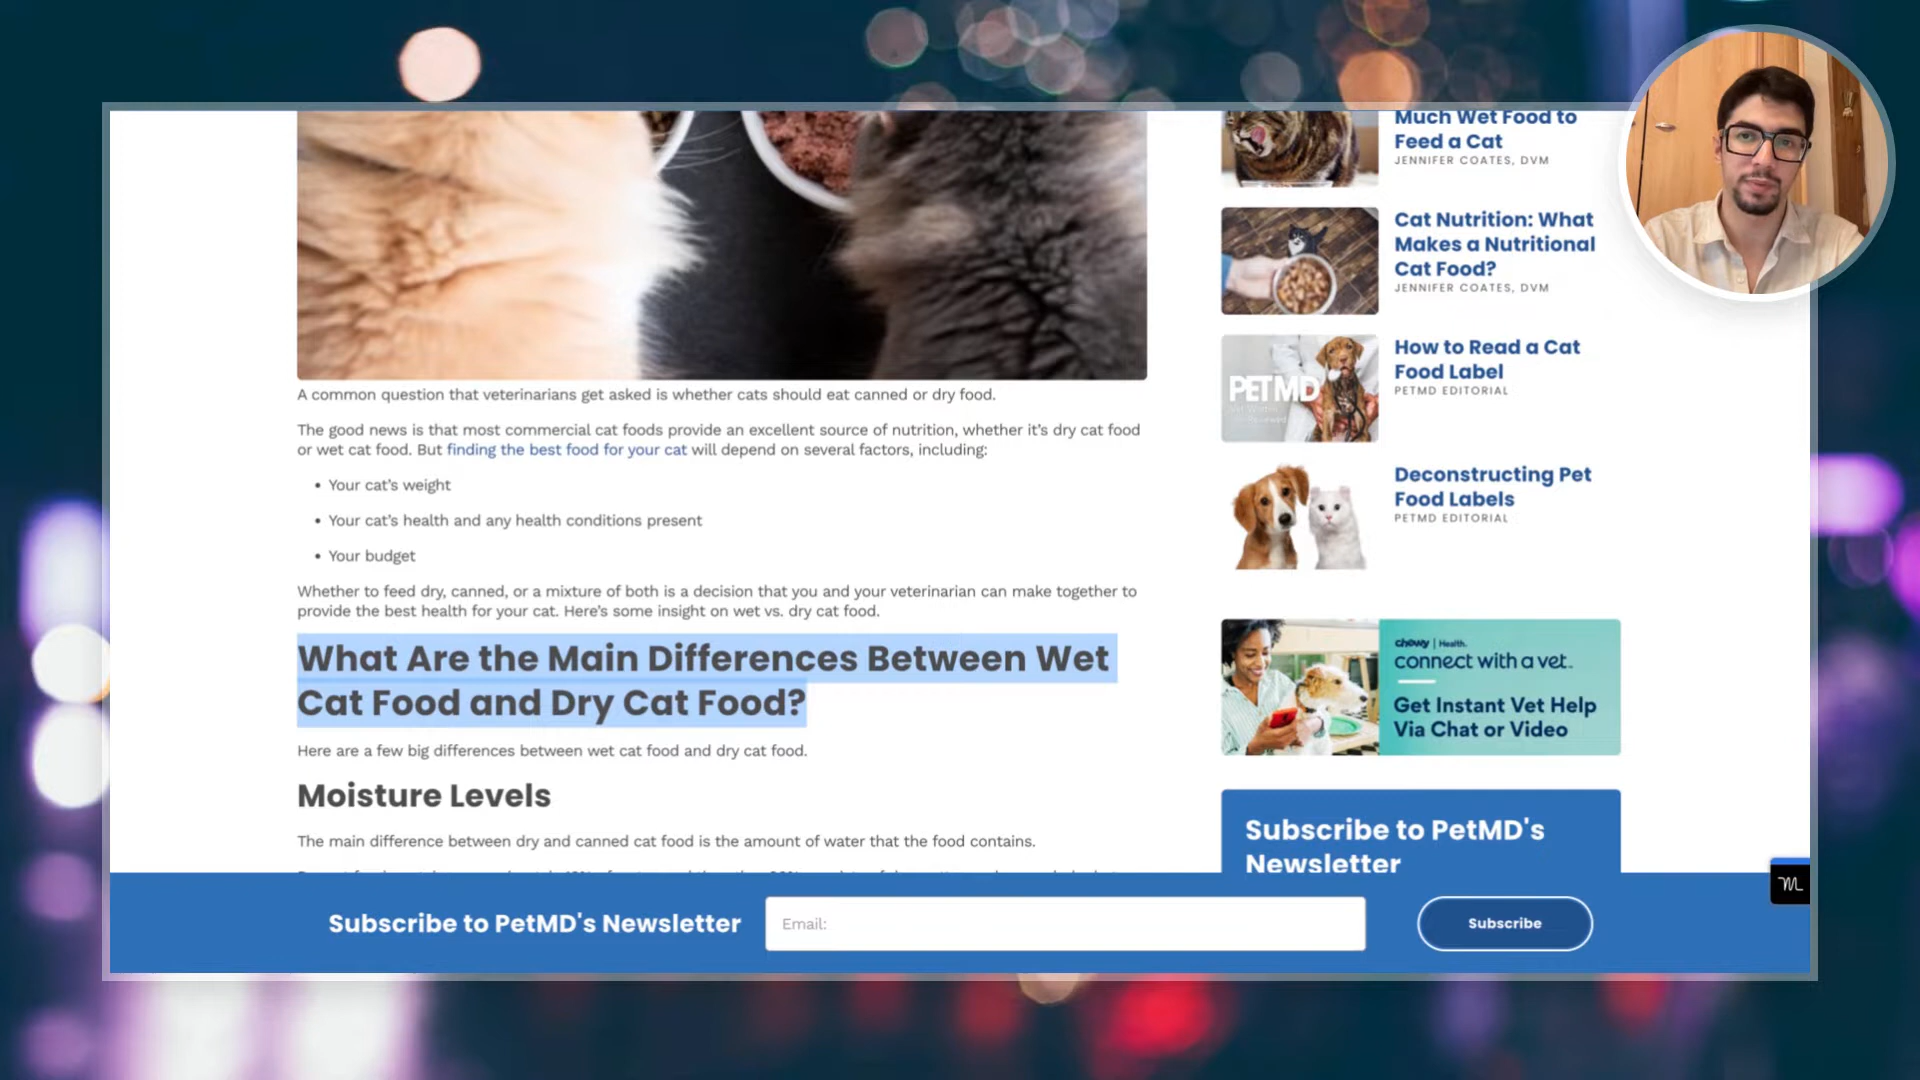 Much Wet Food to
Feed a Cat
JENNIFER COATES, DVM
Cat Nutrition: What
Makes a Nutritional
Cat Food?
JENNIFER COATES, DVM
How to Read a Cat
Food Label
PETMD EDITORIAL
PETMD
Deconstructing Pet
Food Labels
PETMD EDITORIAL
A common question that veterinarians get asked is whether cats should eat canned or dry food.
The good news is that most commercial cat foods provide an excellent source of nutrition, whether it’s dry cat food
or wet cat food. But finding the best food for your cat will depend on several factors, including:
• Your cat’s weight
• Your cat’s health and any health conditions present
• Your budget
Whether to feed dry, canned, or a mixture of both is a decision that you and your veterinarian can make together to
provide the best health for your cat. Here’s some insight on wet vs. dry cat food.
What Are the Main Differences Between Wet
Cat Food and Dry Cat Food?
Here are a few big differences between wet cat food and dry cat food.
Moisture Levels
The main difference between dry and canned cat food is the amount of water that the food contains.
chewy | Health.
connect with a vet.
Get Instant Vet Help
Via Chat or Video
Subscribe to PetMD's
Newsletter
Subscribe to PetMD's Newsletter
Email:
Subscribe